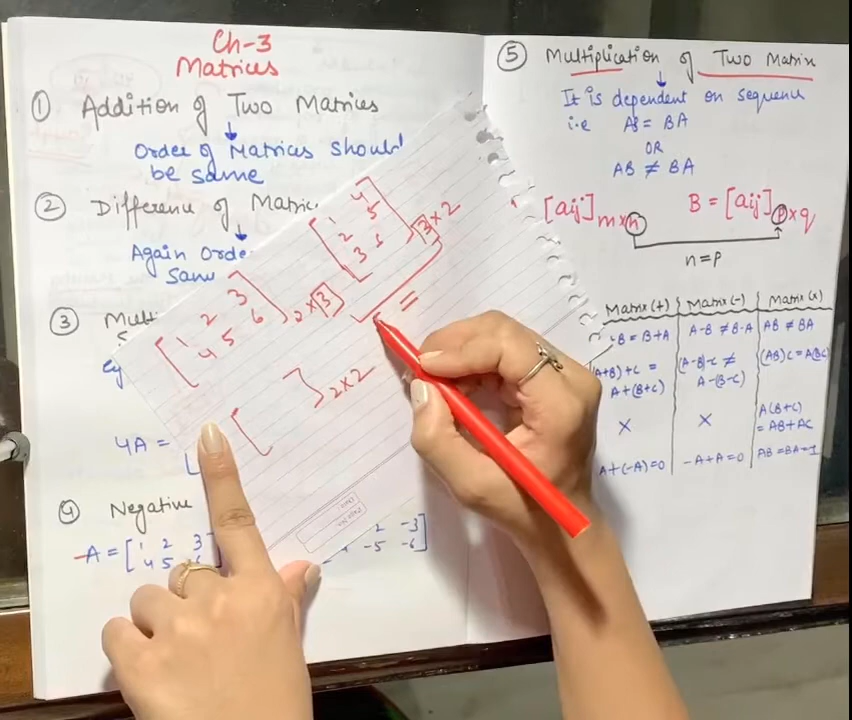 Ch-3
Matrices
① Addition of Two Matrices
Order of Matrices should
be same
② Difference of Matric
Again Orde
Same
③ Mult
eg
4A =
④ Negative
-A = [1 2 3
4 5 6
2 -3
-5 -6]
[1 2 3
4 5 6] 2×3
[1 4
2 5
3 6] 3×2
=
[ ] 2×2
⑤ Multiplication of Two Matrix
It is dependent on sequence
i.e AB = BA
OR
AB ≠ BA
[aij] m×n B = [aij] p×q
n=p
Matrix (+) Matrix (-) Matrix (x)
B = B+A A-B ≠ B-A AB ≠ BA
(A+B)+C = (A-B)-C ≠ (AB)C = A(BC)
A+(B+C) A-(B-C)
X X A(B+C)
= AB+AC
A+(-A)=0 -A+A=0 AB=BA=1